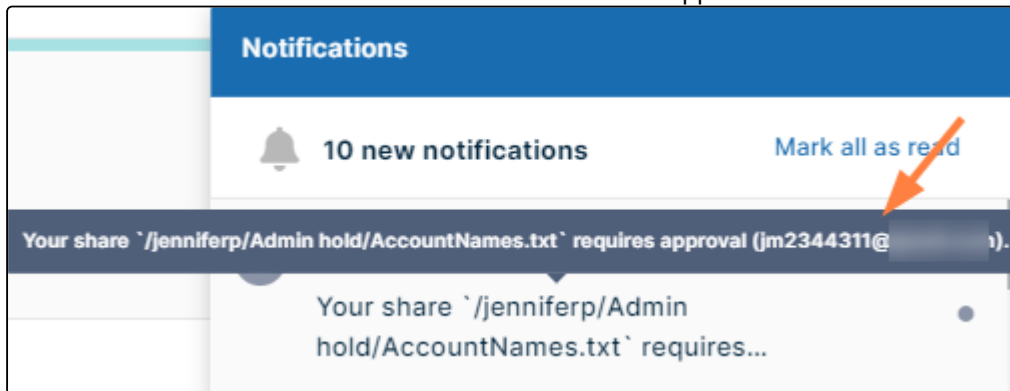 Notifications
10 new notifications
Mark all as read
Your share `/jenniferp/Admin hold/AccountNames.txt` requires approval (jm2344311@ n).
Your share `/jenniferp/Admin
hold/AccountNames.txt` requires...